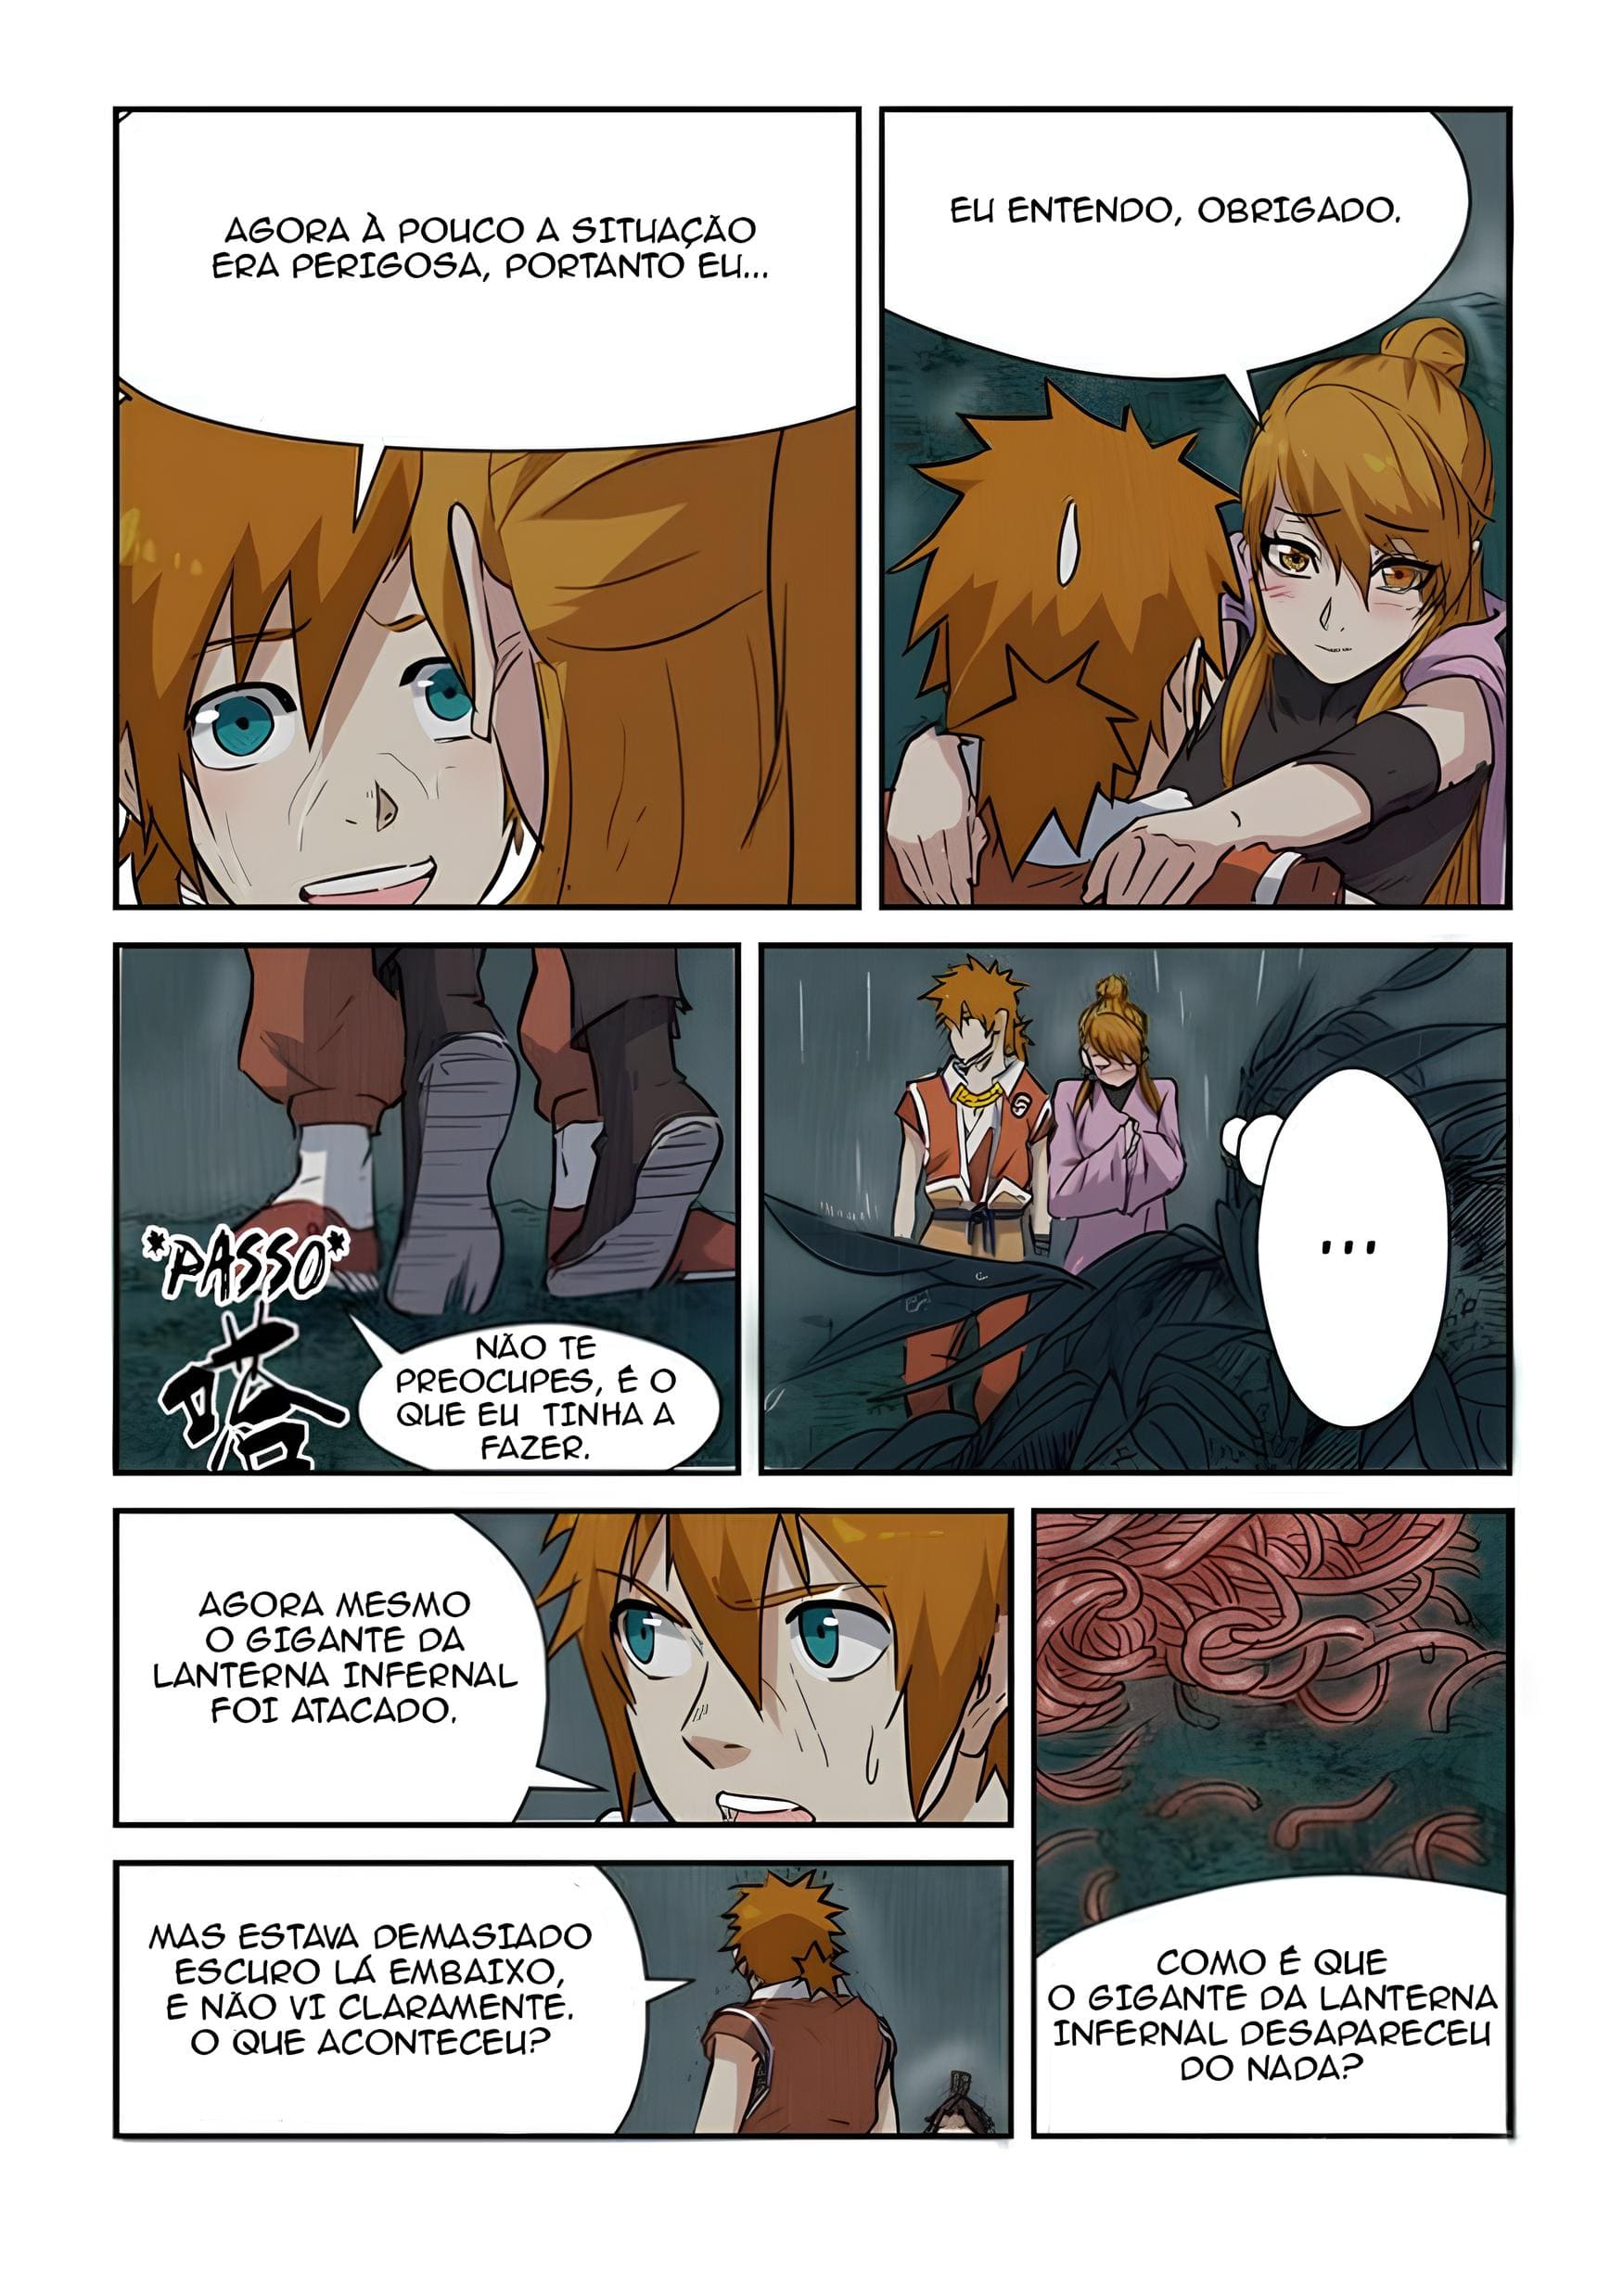 AGORA À POUCO A SITUAÇÃO
ERA PERIGOSA, PORTANTO EU...
EU ENTENDO, OBRIGADO.
*PASSO*
嗒
NÃO TE
PREOCUPES, É O
QUE EU TINHA A
FAZER.
...
AGORA MESMO
O GIGANTE DA
LANTERNA INFERNAL
FOI ATACADO.
COMO É QUE
O GIGANTE DA LANTERNA
INFERNAL DESAPARECEU
DO NADA?
MAS ESTAVA DEMASIADO
ESCURO LÁ EMBAIXO,
E NÃO VI CLARAMENTE.
O QUE ACONTECEU?